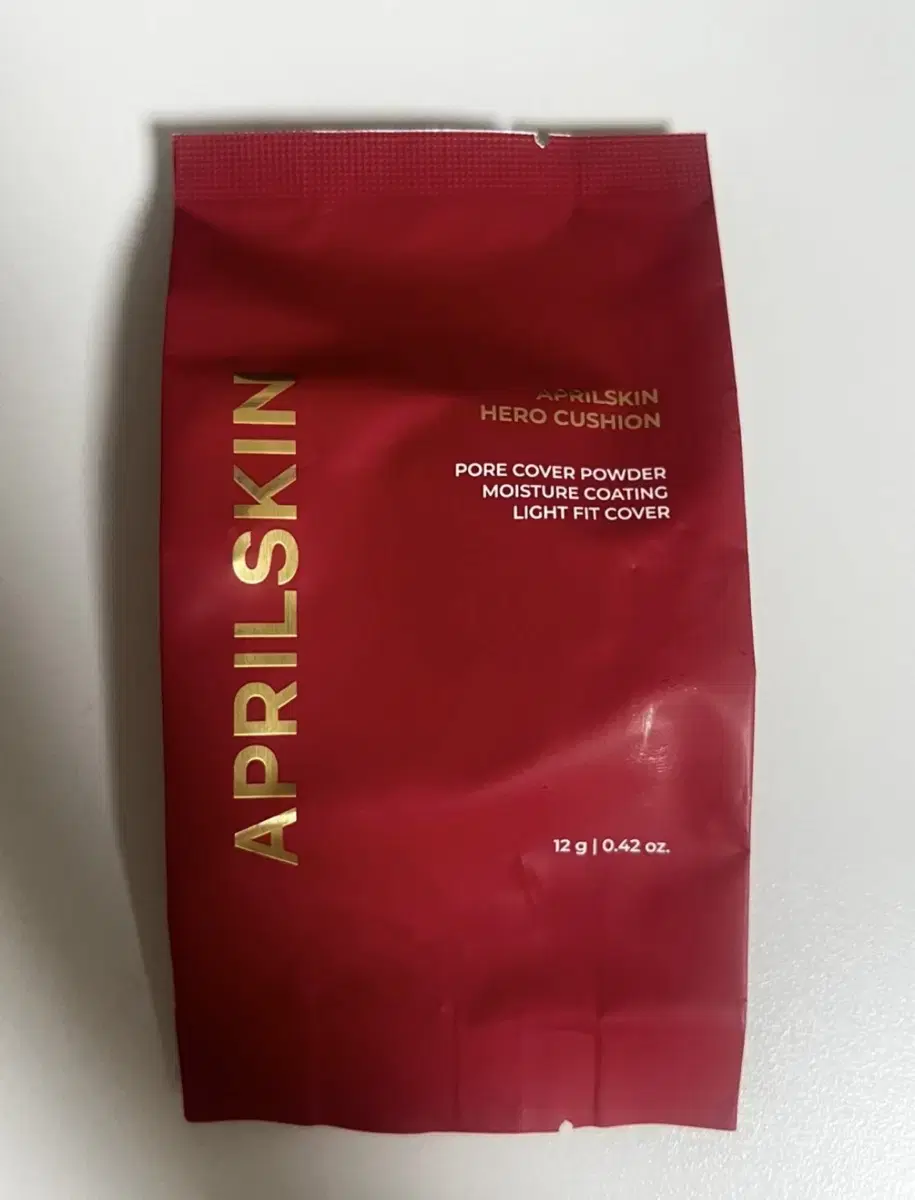 APRILSKIN
APRILSKIN
HERO CUSHION
PORE COVER POWDER
MOISTURE COATING
LIGHT FIT COVER
12 g | 0.42 oz.